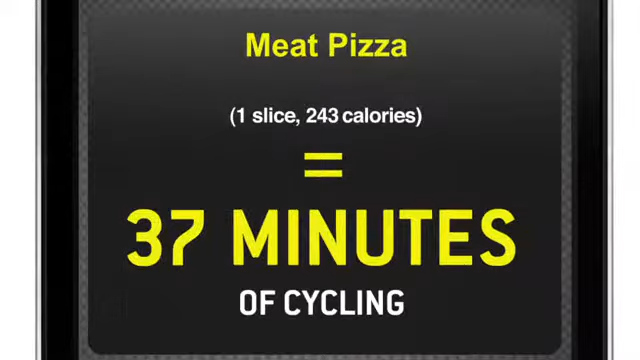 Meat Pizza
(1 slice, 243 calories)
=
37 MINUTES
OF CYCLING